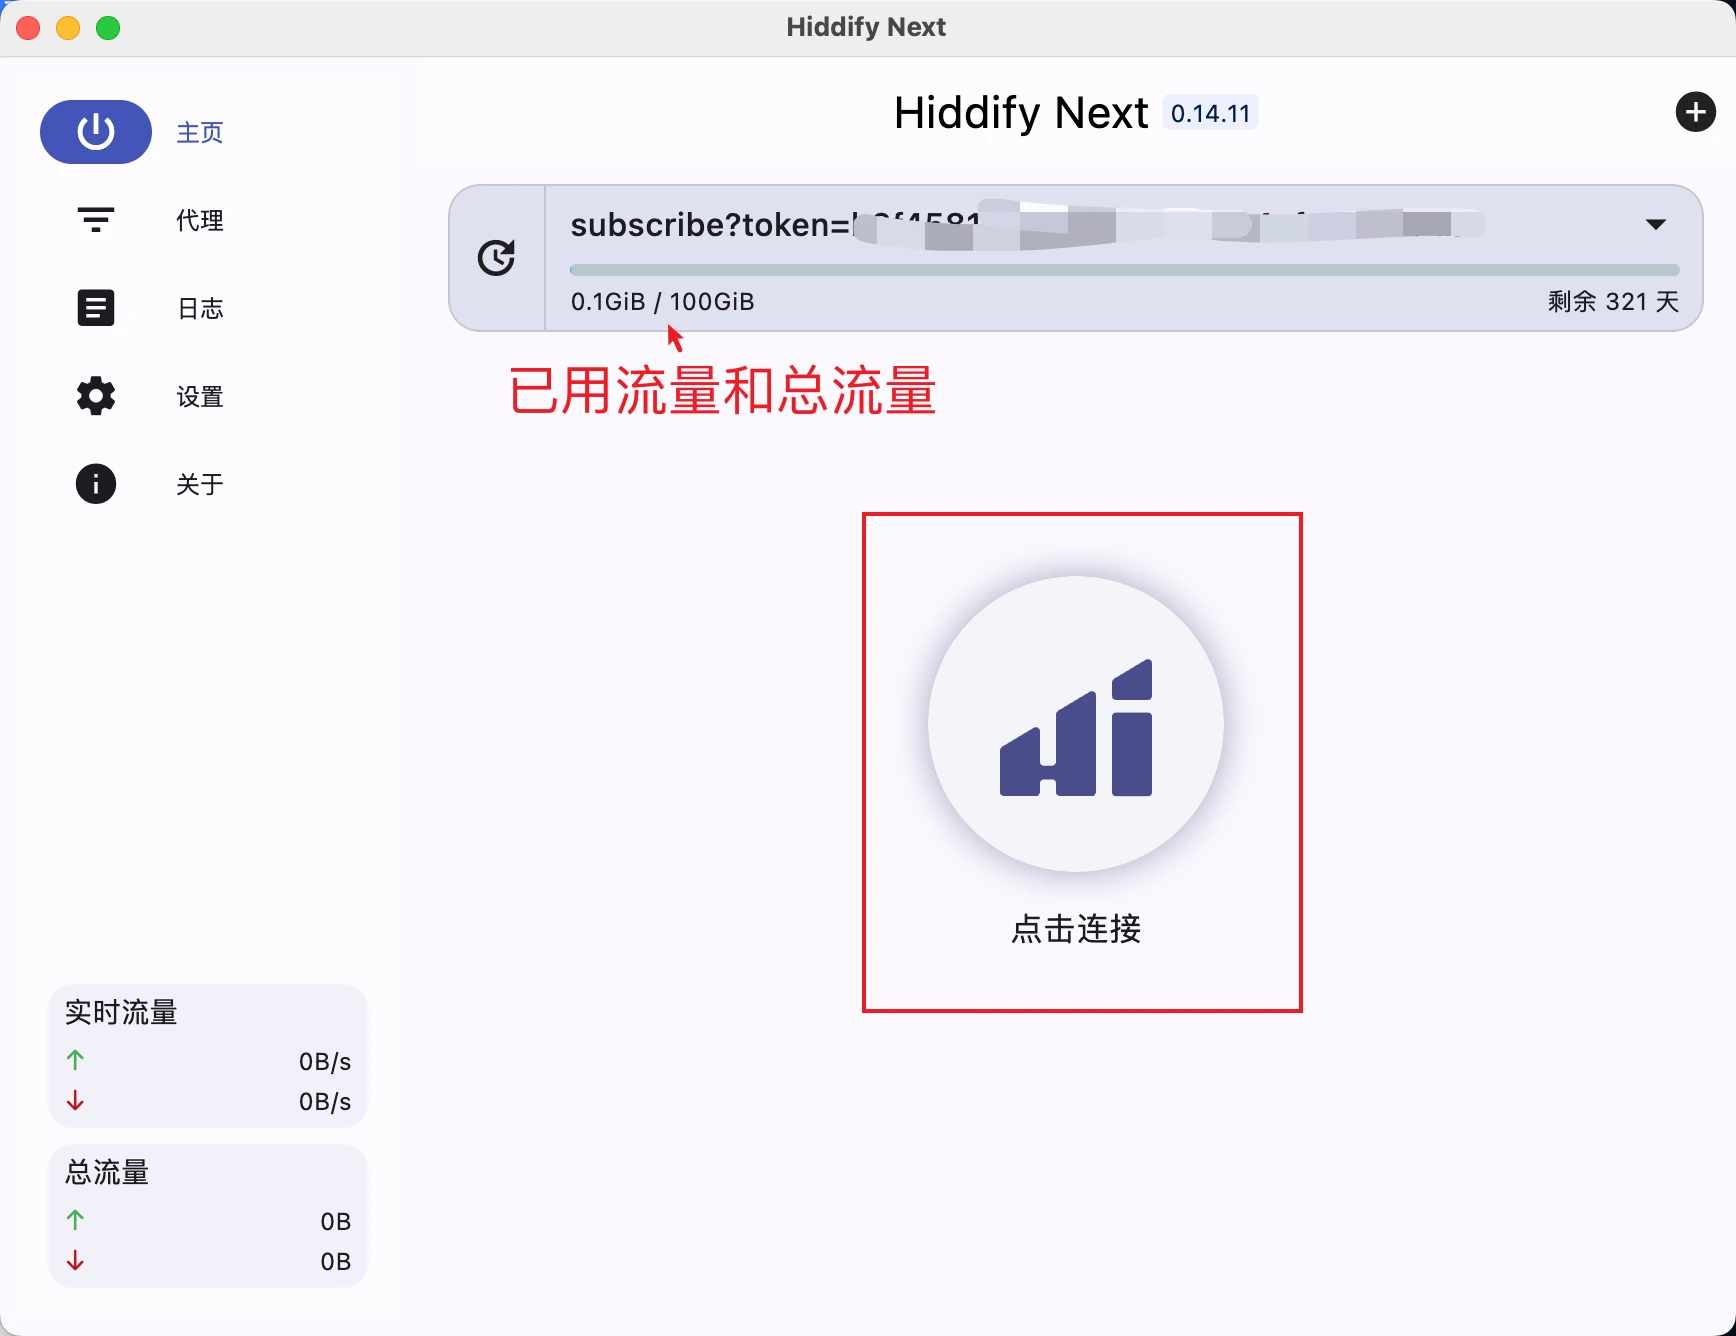 Hiddify Next
主页
代理
日志
设置
关于
Hiddify Next 0.14.11
subscribe?token=
0.1GiB / 100GiB
剩余 321 天
已用流量和总流量
点击连接
实时流量
↑ 0B/s
↓ 0B/s
总流量
↑ 0B
↓ 0B